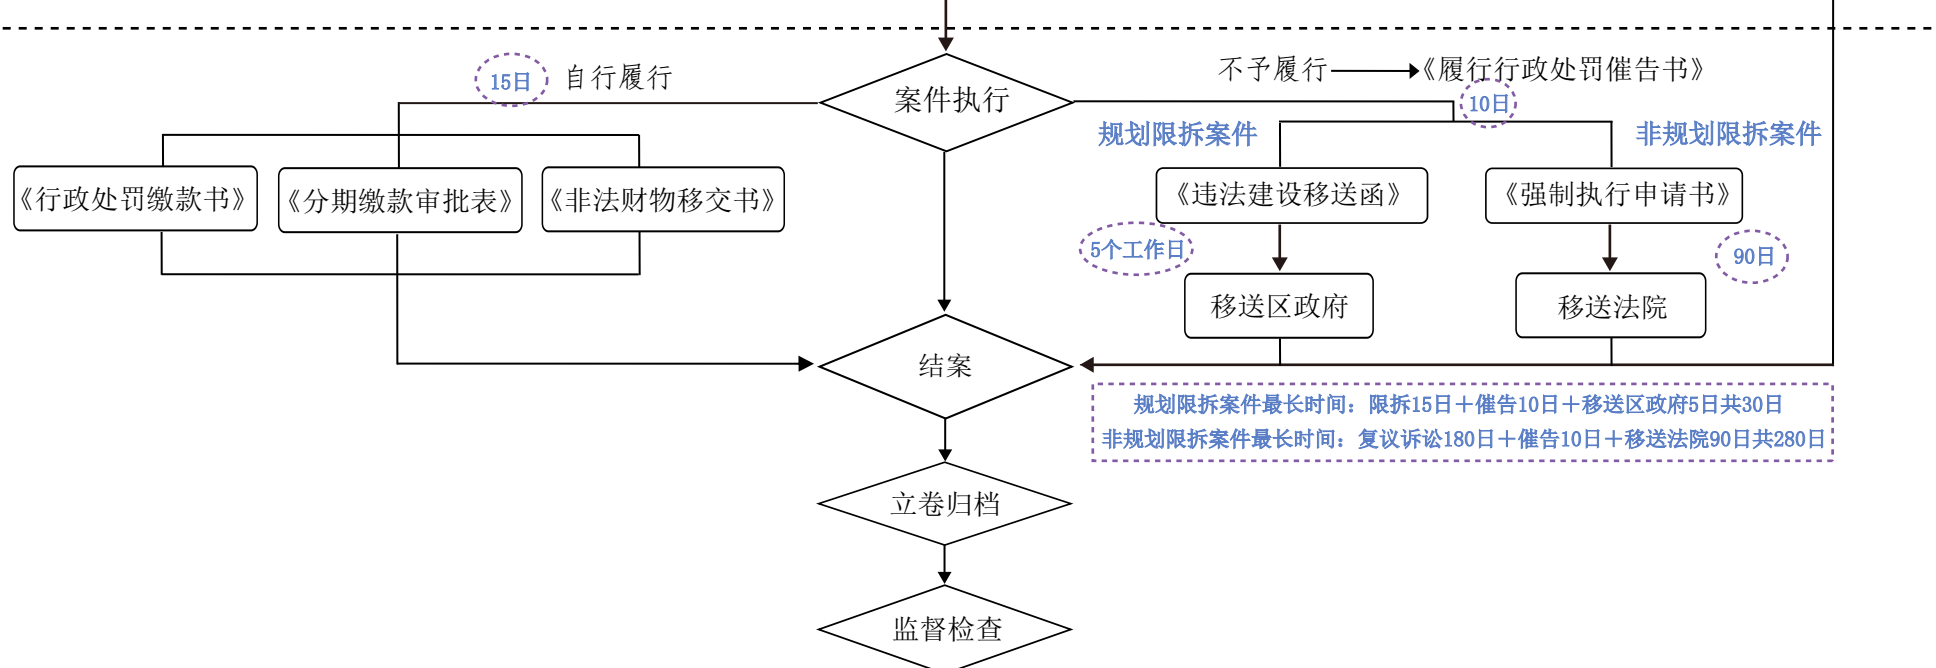 15日
自行履行
案件执行
不予履行
《履行行政处罚催告书》
10日
规划限拆案件
非规划限拆案件
《行政处罚缴款书》
《分期缴款审批表》
《非法财物移交书》
《违法建设移送函》
《强制执行申请书》
5个工作日
90日
移送区政府
移送法院
结案
规划限拆案件最长时间：限拆15日＋催告10日＋移送区政府5日共30日
非规划限拆案件最长时间：复议诉讼180日＋催告10日＋移送法院90日共280日
立卷归档
监督检查